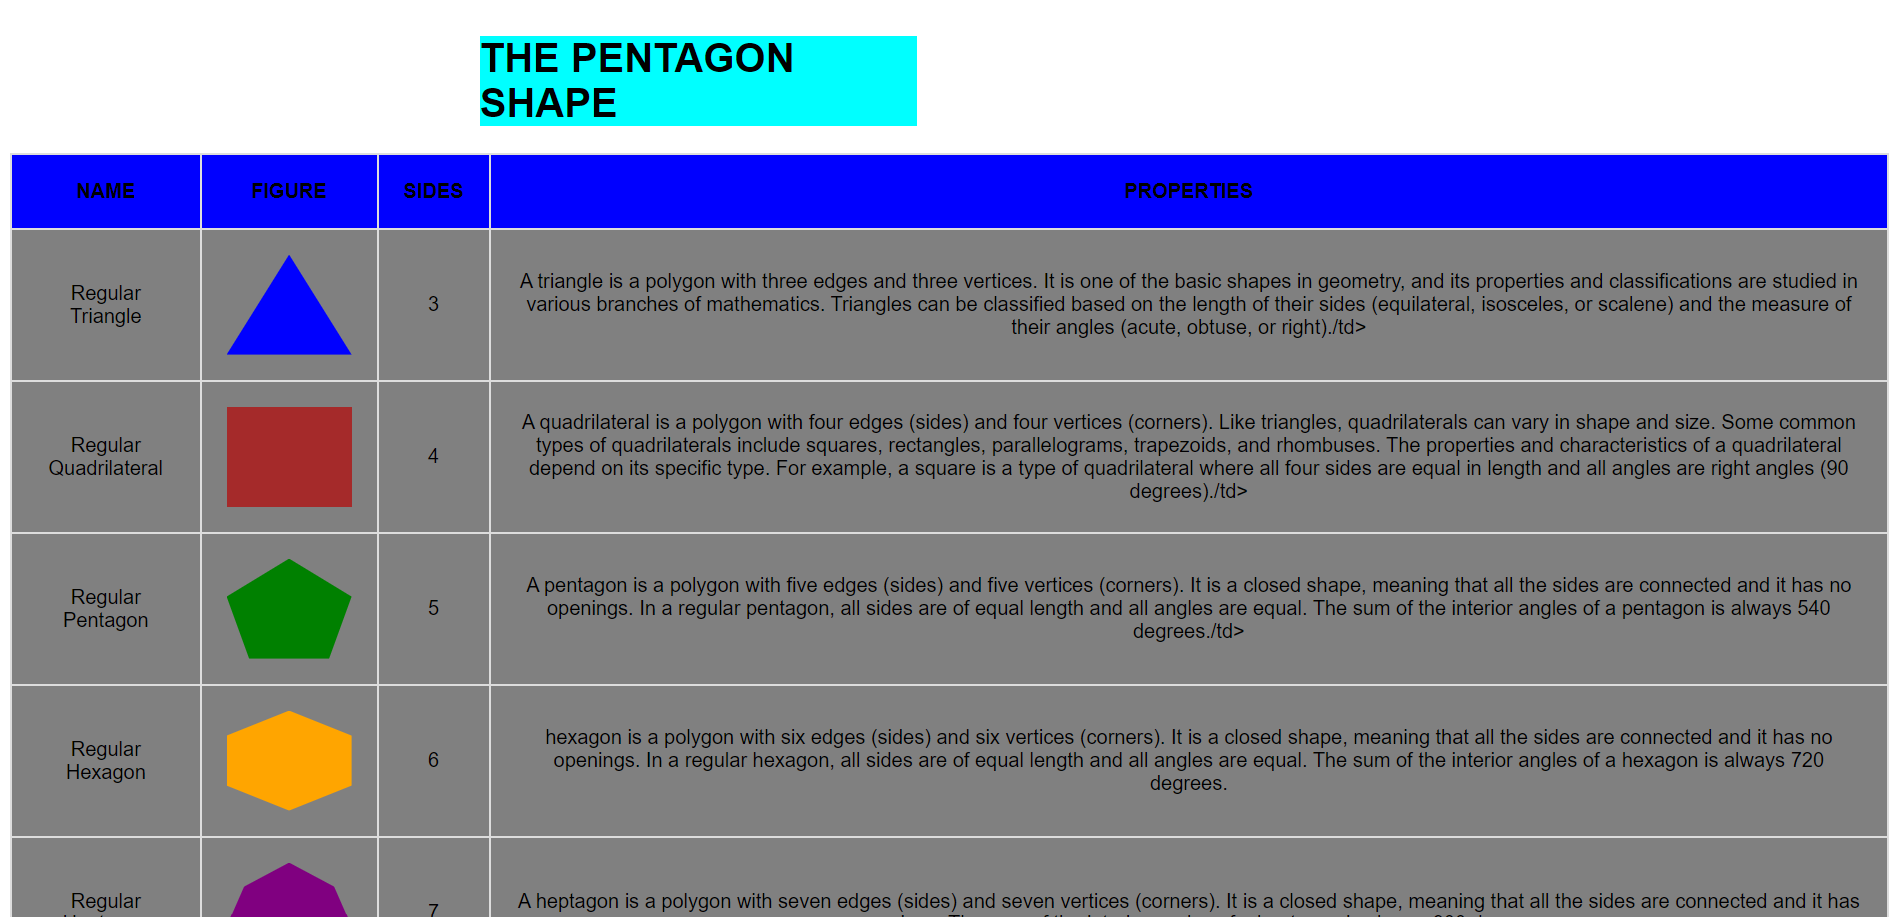 THE PENTAGON
SHAPE
NAME
FIGURE
SIDES
PROPERTIES
Regular
Triangle
3
A triangle is a polygon with three edges and three vertices. It is one of the basic shapes in geometry, and its properties and classifications are studied in
various branches of mathematics. Triangles can be classified based on the length of their sides (equilateral, isosceles, or scalene) and the measure of
their angles (acute, obtuse, or right)./td>
Regular
Quadrilateral
4
A quadrilateral is a polygon with four edges (sides) and four vertices (corners). Like triangles, quadrilaterals can vary in shape and size. Some common
types of quadrilaterals include squares, rectangles, parallelograms, trapezoids, and rhombuses. The properties and characteristics of a quadrilateral
depend on its specific type. For example, a square is a type of quadrilateral where all four sides are equal in length and all angles are right angles (90
degrees)./td>
Regular
Pentagon
5
A pentagon is a polygon with five edges (sides) and five vertices (corners). It is a closed shape, meaning that all the sides are connected and it has no
openings. In a regular pentagon, all sides are of equal length and all angles are equal. The sum of the interior angles of a pentagon is always 540
degrees./td>
Regular
Hexagon
6
hexagon is a polygon with six edges (sides) and six vertices (corners). It is a closed shape, meaning that all the sides are connected and it has no
openings. In a regular hexagon, all sides are of equal length and all angles are equal. The sum of the interior angles of a hexagon is always 720
degrees.
Regular
7
A heptagon is a polygon with seven edges (sides) and seven vertices (corners). It is a closed shape, meaning that all the sides are connected and it has